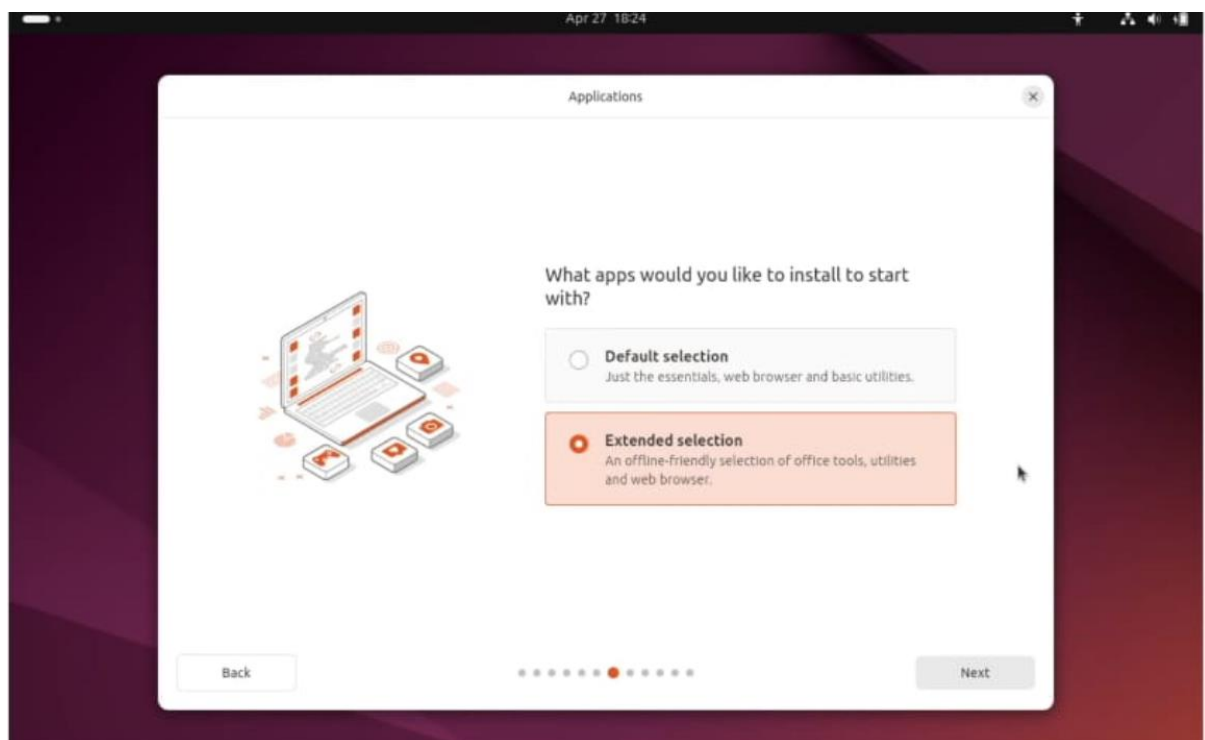 Apr 27 18:24
Applications
What apps would you like to install to start
with?
Default selection
Just the essentials, web browser and basic utilities.
Extended selection
An offline-friendly selection of office tools, utilities
and web browser.
Back
Next